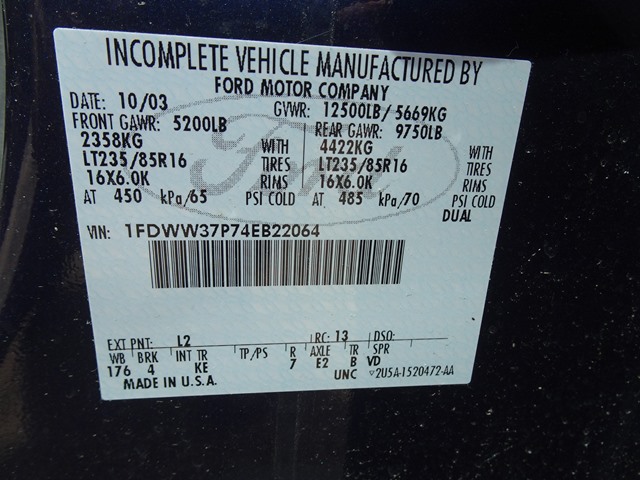 INCOMPLETE VEHICLE MANUFACTURED BY
FORD MOTOR COMPANY
DATE: 10/03 GVWR: 12500LB/ 5669KG
FRONT GAWR: 5200LB REAR GAWR: 9750LB
2358KG WITH 4422KG WITH
LT235/85R16 TIRES LT235/85R16 TIRES
16X6.0K RIMS 16X6.0K RIMS
AT 450 kPa/65 PSI COLD AT 485 kPa/70 PSI COLD
DUAL
Ford
VIN: 1FDWW37P74EB22064
EXT PNT: L2 RC: 13 DSO:
WB BRK INT TR TP/PS R AXLE TR SPR
176 4 KE 7 E2 B VD
MADE IN U.S.A. UNC ▽2U5A-1520472-AA